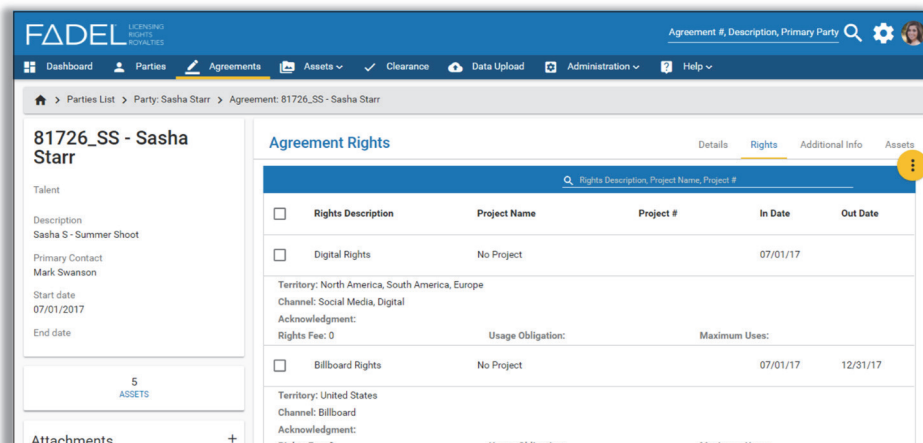 FADEL LICENSING
RIGHTS
ROYALTIES
Agreement #, Description, Primary Party
Dashboard Parties Agreements Assets Clearance Data Upload Administration Help
> Parties List > Party: Sasha Starr > Agreement: 81726_SS - Sasha Starr
81726_SS - Sasha
Starr
Talent
Description
Sasha S - Summer Shoot
Primary Contact
Mark Swanson
Start date
07/01/2017
End date
5
ASSETS
Attachments +
Agreement Rights Details Rights Additional Info Assets
Rights Description, Project Name, Project #
Rights Description Project Name Project # In Date Out Date
Digital Rights No Project 07/01/17
Territory: North America, South America, Europe
Channel: Social Media, Digital
Acknowledgment:
Rights Fee: 0 Usage Obligation: Maximum Uses:
Billboard Rights No Project 07/01/17 12/31/17
Territory: United States
Channel: Billboard
Acknowledgment: